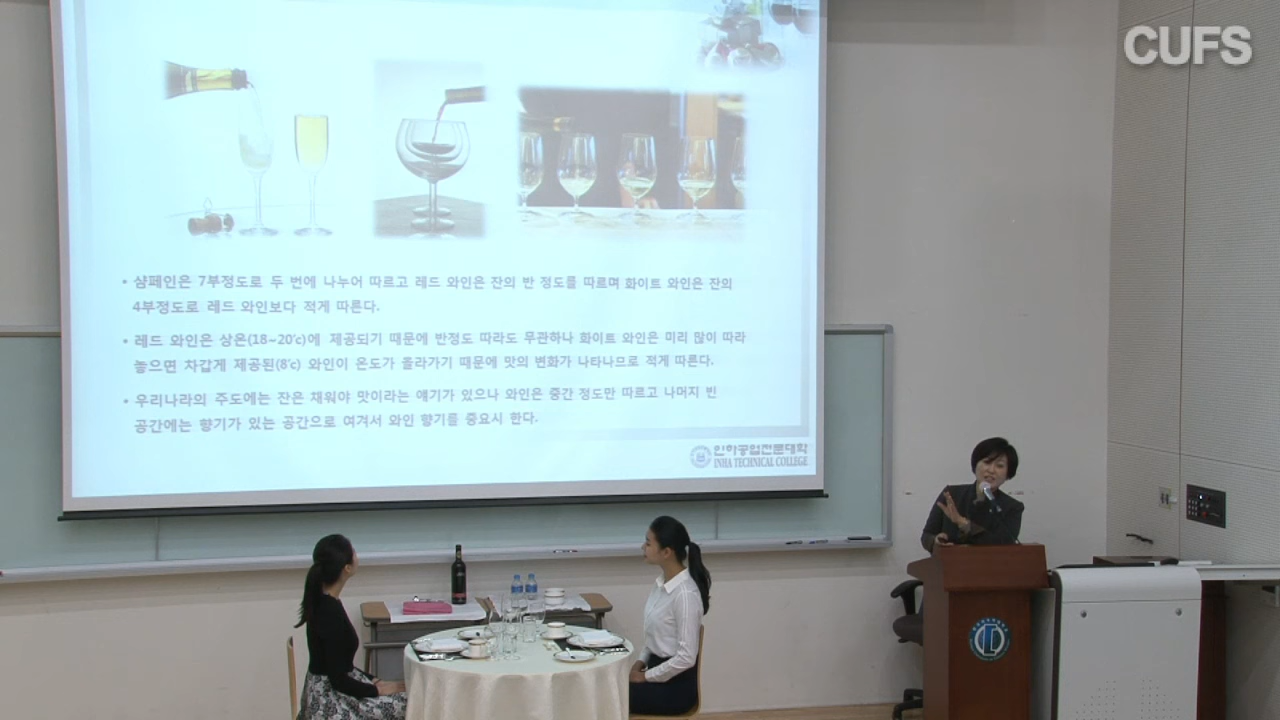 CUFS
• 샴페인은 7부정도로 두 번에 나누어 따르고 레드 와인은 잔의 반 정도를 따르며 화이트 와인은 잔의
4부정도로 레드 와인보다 적게 따른다.
• 레드 와인은 상온(18~20℃)에 제공되기 때문에 반정도 따라도 무관하나 화이트 와인은 미리 많이 따라
놓으면 차갑게 제공된(8℃) 와인이 온도가 올라가기 때문에 맛의 변화가 나타나므로 적게 따른다.
• 우리나라의 주도에는 잔은 채워야 맛이라는 얘기가 있으나 와인은 중간 정도만 따르고 나머지 빈
공간에는 향기가 있는 공간으로 여겨서 와인 향기를 중요시 한다.
인하공업전문대학
INHA TECHNICAL COLLEGE